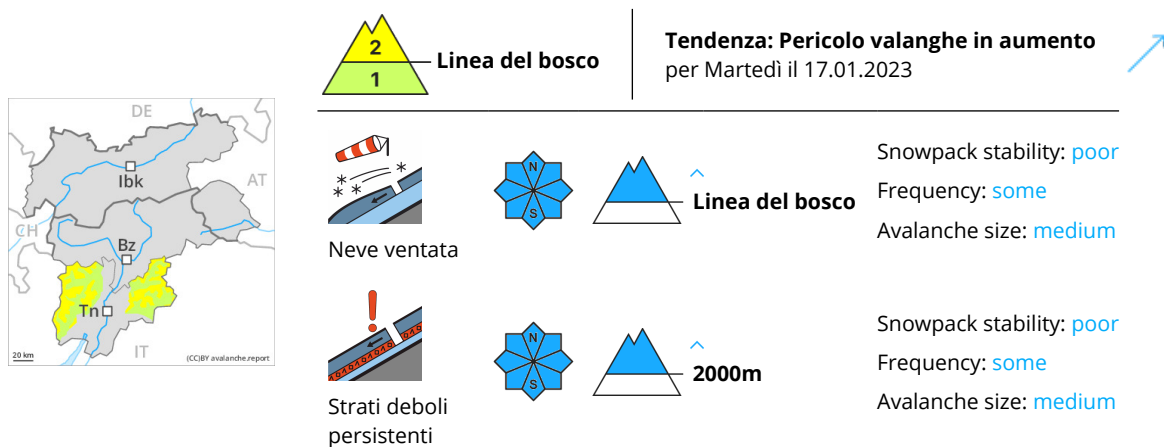 2
1
Linea del bosco
Tendenza: Pericolo valanghe in aumento
per Martedì il 17.01.2023
DE
Ibk
AT
CH
Bz
Tn
IT
20 km
(CC)BY avalanche.report
N
S
Linea del bosco
Neve ventata
Snowpack stability: poor
Frequency: some
Avalanche size: medium
N
S
2000m
Strati deboli
persistenti
Snowpack stability: poor
Frequency: some
Avalanche size: medium